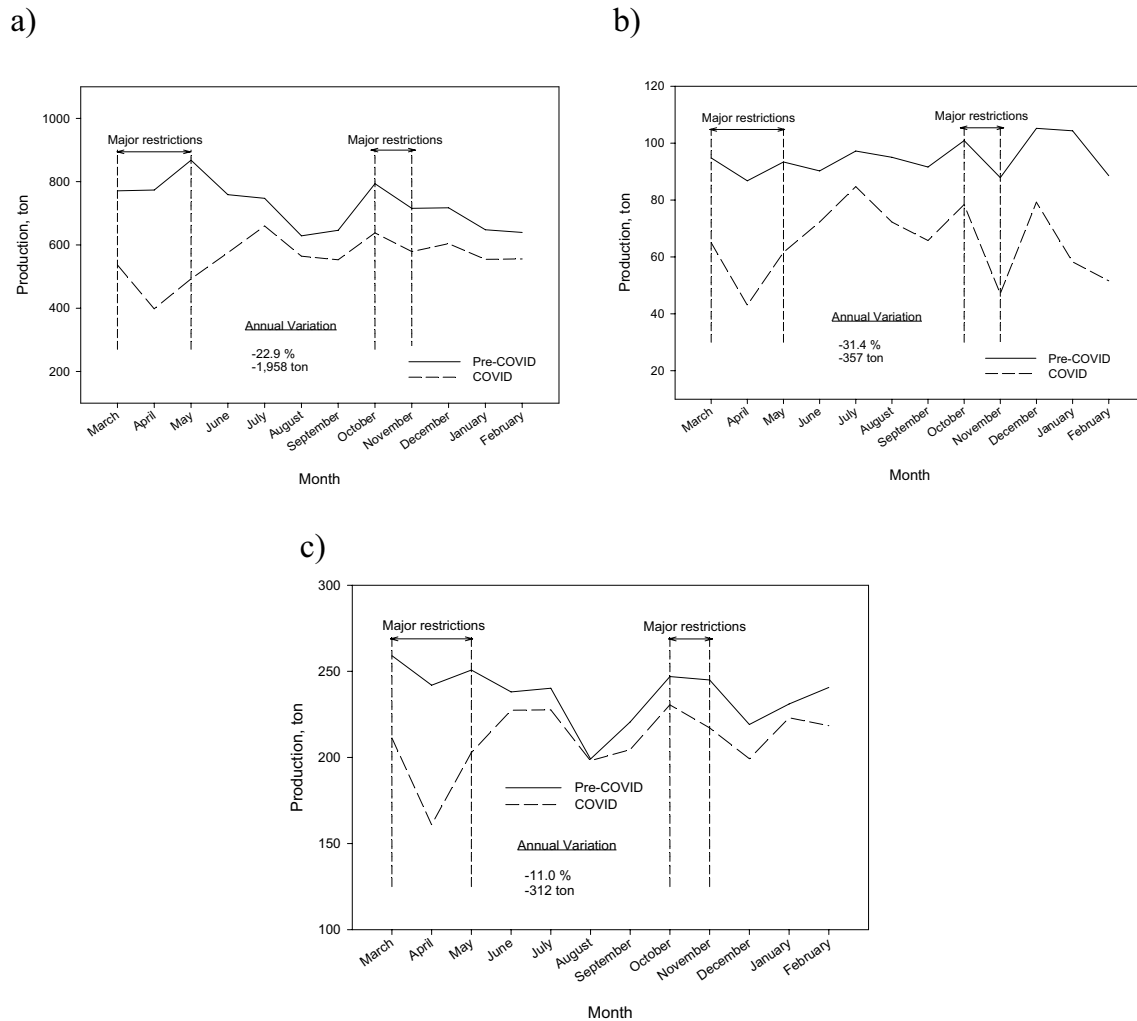 a)
1000
800
600
400
200
Production, ton
Major restrictions
Major restrictions
Annual Variation
-22.9 %
-1,958 ton
Pre-COVID
COVID
March
April
May
June
July
August
September
October
November
December
January
February
Month
b)
120
100
80
60
40
20
Production, ton
Major restrictions
Major restrictions
Annual Variation
-31.4 %
-357 ton
Pre-COVID
COVID
March
April
May
June
July
August
September
October
November
December
January
February
Month
c)
300
250
200
150
100
Production, ton
Major restrictions
Major restrictions
Pre-COVID
COVID
Annual Variation
-11.0 %
-312 ton
March
April
May
June
July
August
September
October
November
December
January
February
Month